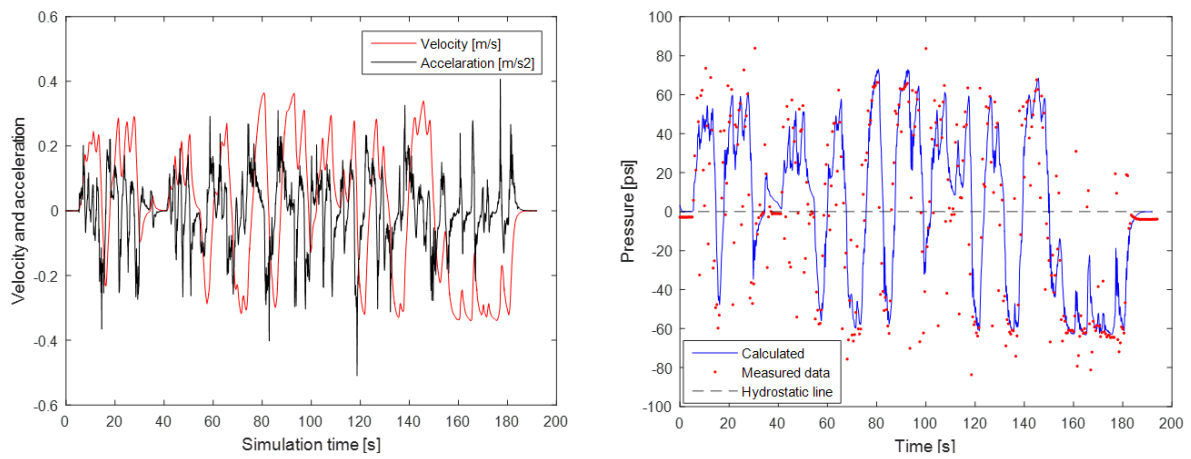 0.6
0.4
0.2
0
-0.2
-0.4
-0.6
Velocity and acceleration
Velocity [m/s]
Accelaration [m/s2]
0 20 40 60 80 100 120 140 160 180 200
Simulation time [s]
100
80
60
40
20
0
-20
-40
-60
-80
-100
Pressure [psi]
Calculated
Measured data
Hydrostatic line
0 20 40 60 80 100 120 140 160 180 200
Time [s]